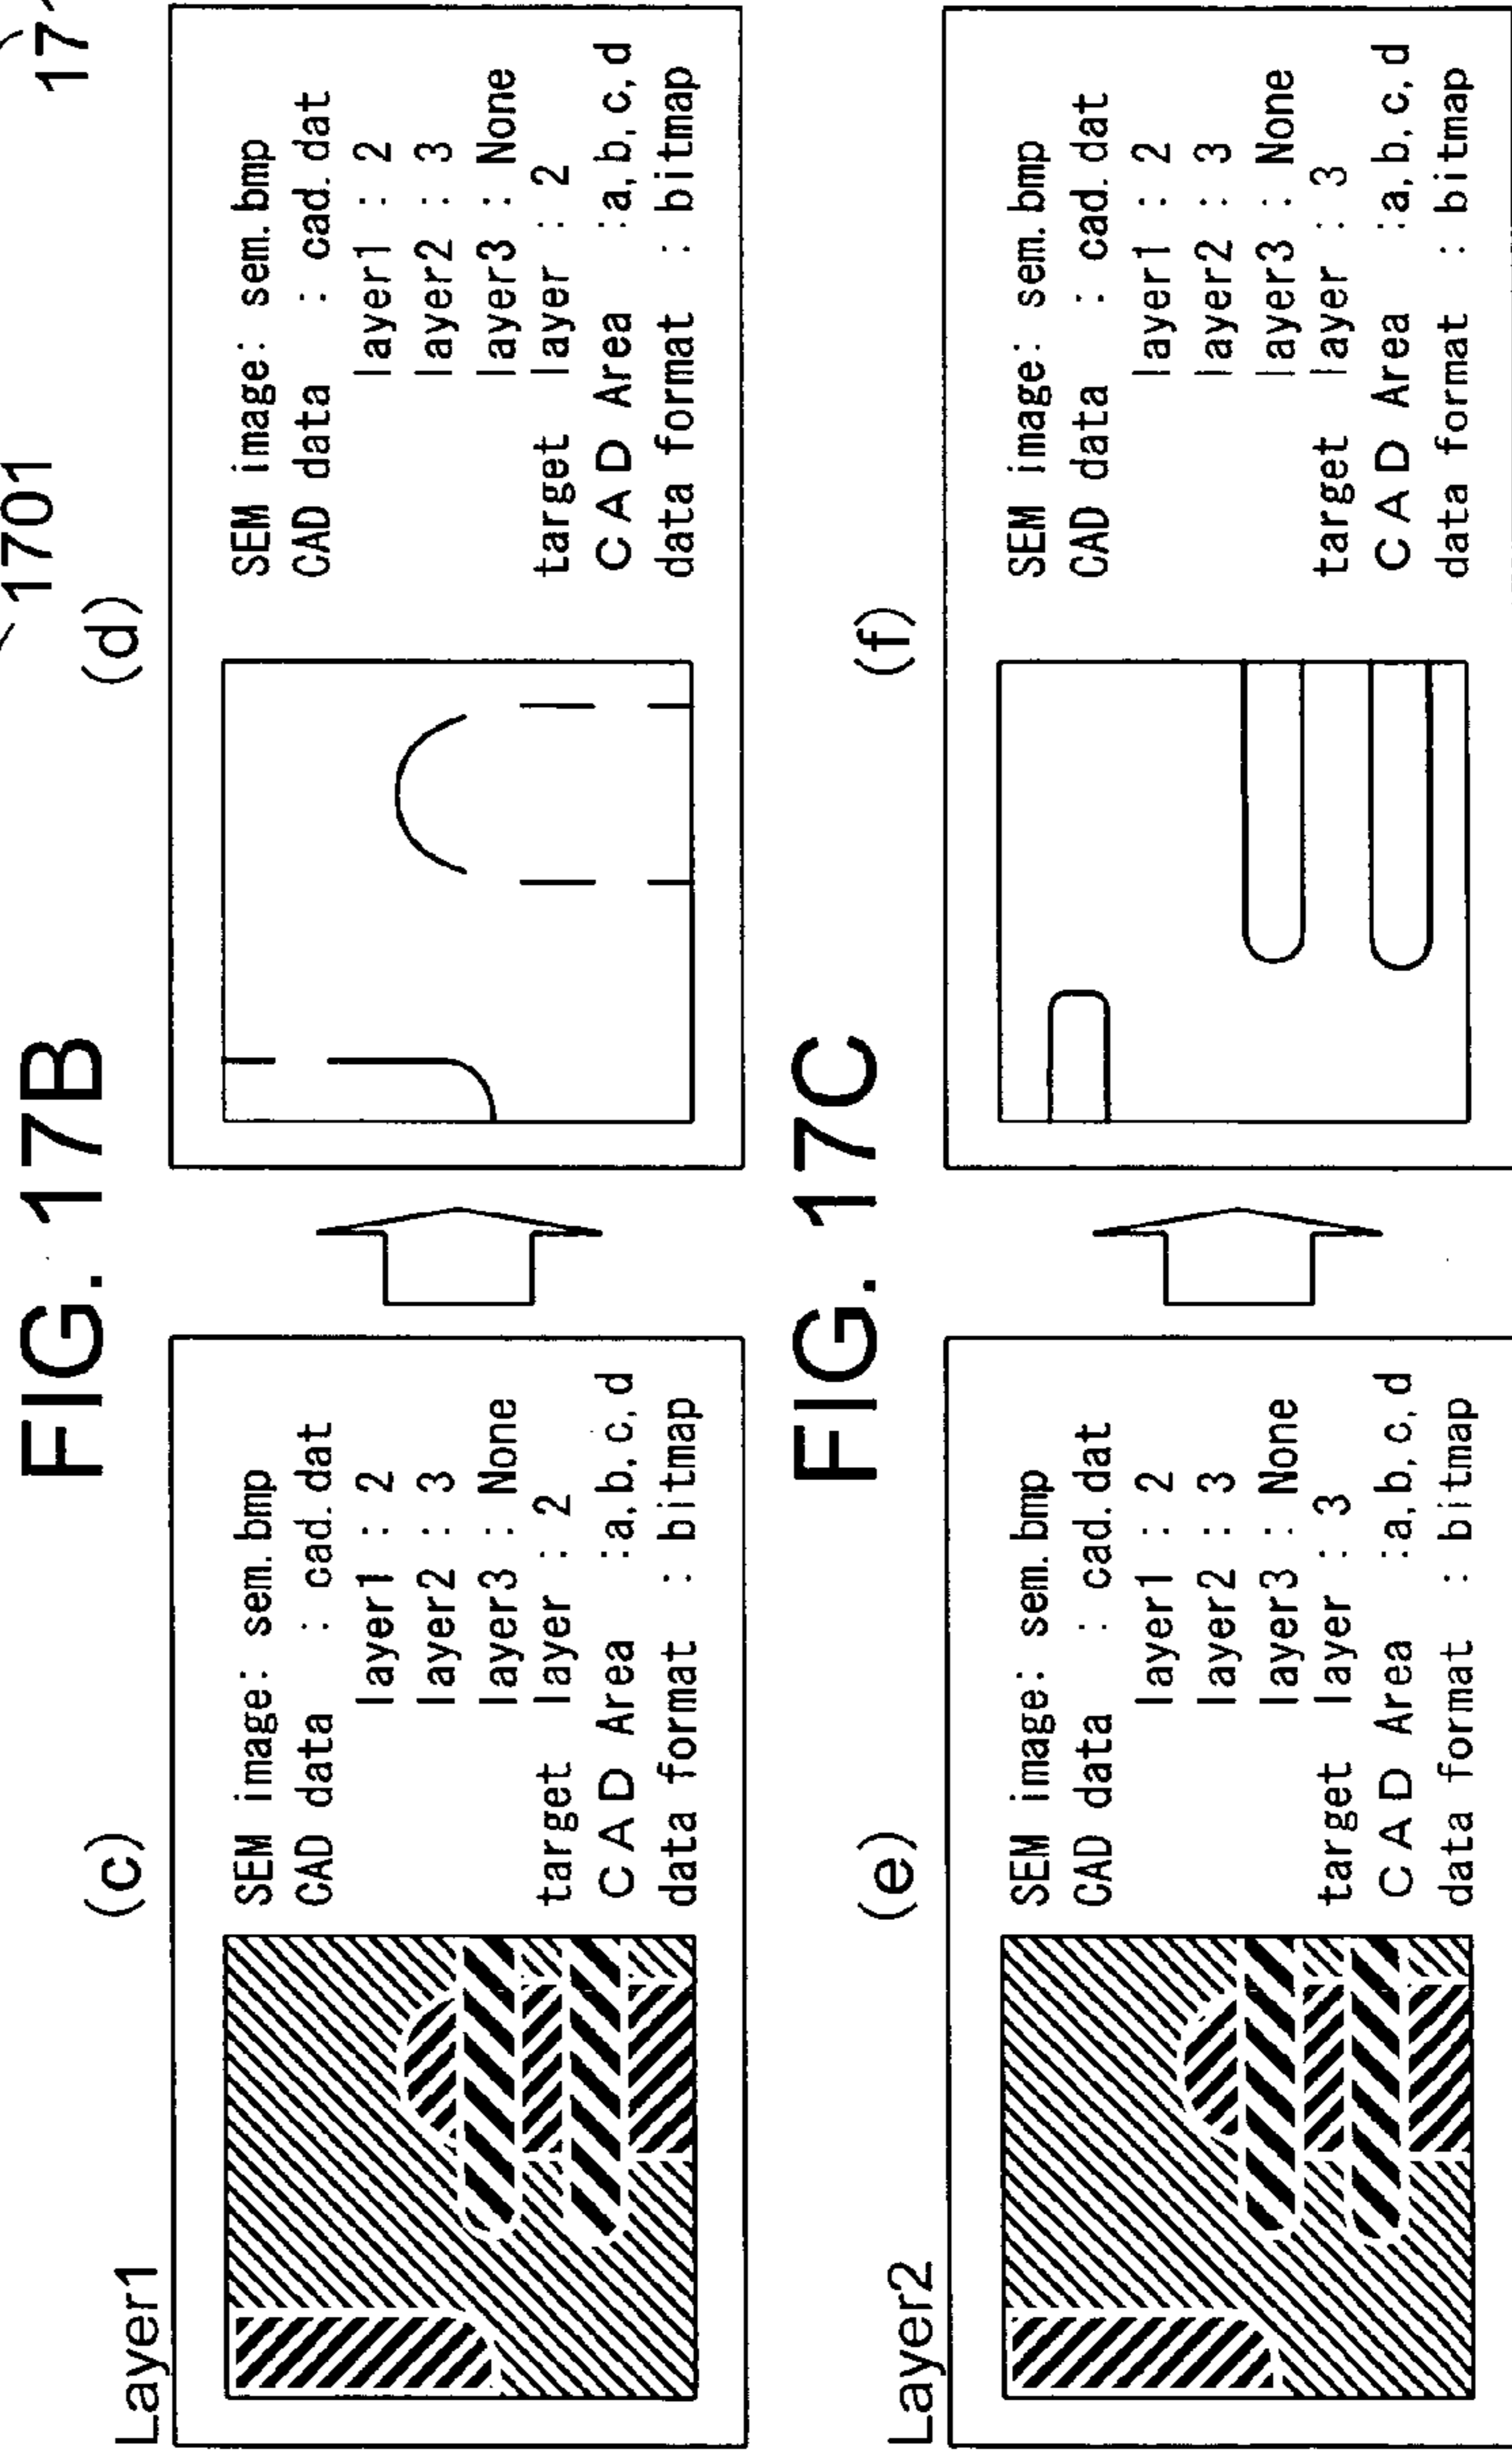 1701
17
FIG. 17B
Layer1
(c)
SEM image: sem.bmp
CAD data : cad.dat
layer1 : 2
layer2 : 3
layer3 : None
target layer : 2
CAD Area :a,b,c,d
data format : bitmap
(d)
SEM image: sem.bmp
CAD data : cad.dat
layer1 : 2
layer2 : 3
layer3 : None
target layer : 2
CAD Area :a,b,c,d
data format : bitmap
FIG. 17C
Layer2
(e)
SEM image: sem.bmp
CAD data : cad.dat
layer1 : 2
layer2 : 3
layer3 : None
target layer : 3
CAD Area :a,b,c,d
data format : bitmap
(f)
SEM image: sem.bmp
CAD data : cad.dat
layer1 : 2
layer2 : 3
layer3 : None
target layer : 3
CAD Area :a,b,c,d
data format : bitmap